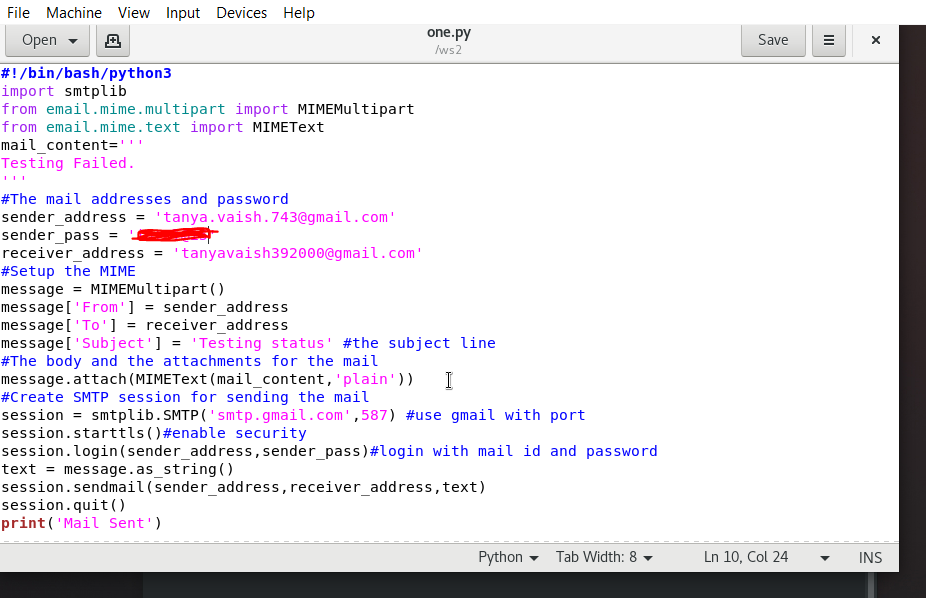 File Machine View Input Devices Help
Open one.py Save
/ws2
#!/bin/bash/python3
import smtplib
from email.mime.multipart import MIMEMultipart
from email.mime.text import MIMEText
mail_content='''
Testing Failed.
'''
#The mail addresses and password
sender_address = 'tanya.vaish.743@gmail.com'
sender_pass = '
receiver_address = 'tanyavaish392000@gmail.com'
#Setup the MIME
message = MIMEMultipart()
message['From'] = sender_address
message['To'] = receiver_address
message['Subject'] = 'Testing status' #the subject line
#The body and the attachments for the mail
message.attach(MIMEText(mail_content,'plain'))
#Create SMTP session for sending the mail
session = smtplib.SMTP('smtp.gmail.com',587) #use gmail with port
session.starttls()#enable security
session.login(sender_address,sender_pass)#login with mail id and password
text = message.as_string()
session.sendmail(sender_address,receiver_address,text)
session.quit()
print('Mail Sent')
Python Tab Width: 8 Ln 10, Col 24 INS